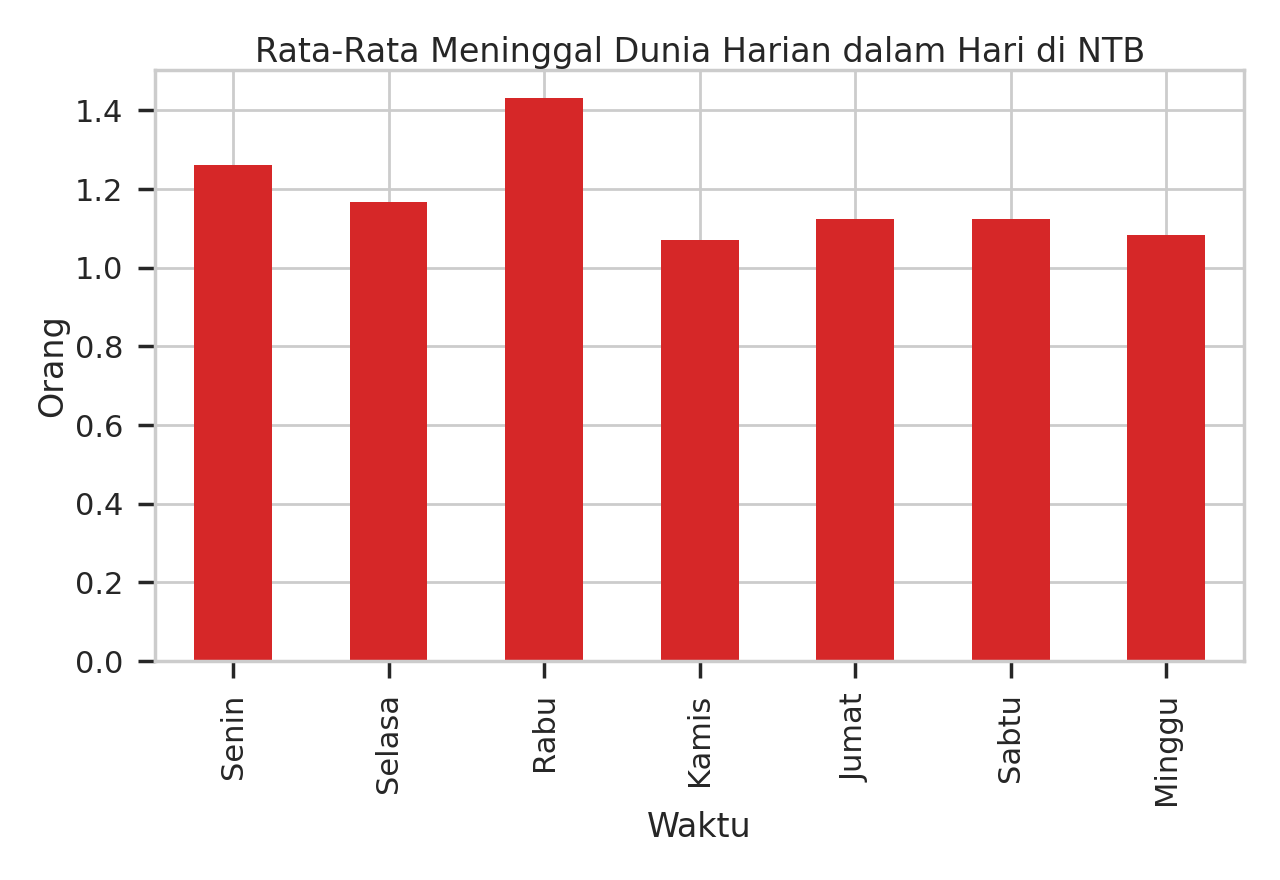 Rata-Rata Meninggal Dunia Harian dalam Hari di NTB
1.4
1.2
1.0
0.8
0.6
0.4
0.2
0.0
Orang
Senin
Selasa
Rabu
Kamis
Jumat
Sabtu
Minggu
Waktu